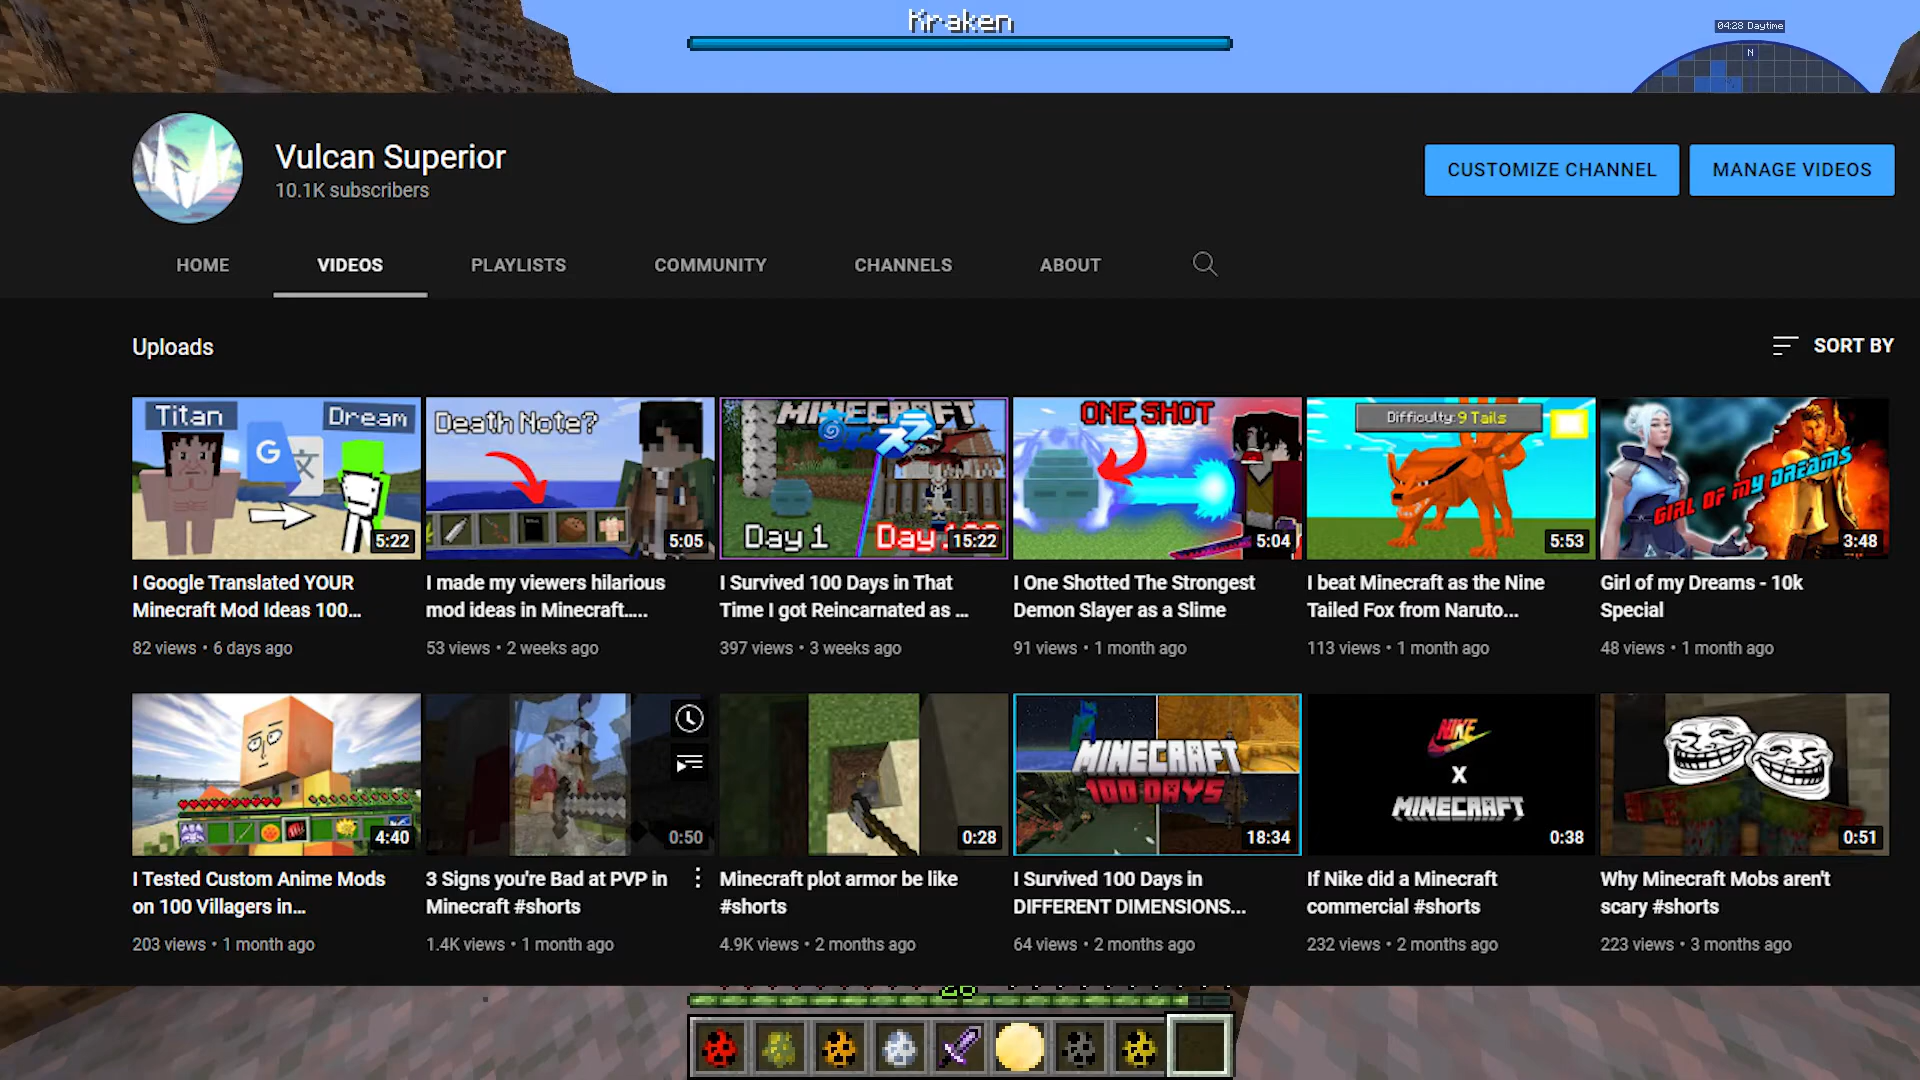 Kraken
04:28 Daytime
N
Vulcan Superior
10.1K subscribers
CUSTOMIZE CHANNEL
MANAGE VIDEOS
HOME
VIDEOS
PLAYLISTS
COMMUNITY
CHANNELS
ABOUT
Uploads
SORT BY
Titan
Dream
G
5:22
Death Note?
5:05
MINECRAFT
Day 1
Day
15:22
ONE SHOT
5:04
Difficulty: 9 Tails
5:53
GIRL OF MY DREAMS
3:48
I Google Translated YOUR
Minecraft Mod Ideas 100...
82 views • 6 days ago
I made my viewers hilarious
mod ideas in Minecraft.....
53 views • 2 weeks ago
I Survived 100 Days in That
Time I got Reincarnated as ...
397 views • 3 weeks ago
I One Shotted The Strongest
Demon Slayer as a Slime
91 views • 1 month ago
I beat Minecraft as the Nine
Tailed Fox from Naruto...
113 views • 1 month ago
Girl of my Dreams - 10k
Special
48 views • 1 month ago
4:40
0:50
0:28
MINECRAFT
100 DAYS
18:34
NIKE
X
MINECRAFT
0:38
0:51
I Tested Custom Anime Mods
on 100 Villagers in...
203 views • 1 month ago
3 Signs you're Bad at PVP in
Minecraft #shorts
1.4K views • 1 month ago
Minecraft plot armor be like
#shorts
4.9K views • 2 months ago
I Survived 100 Days in
DIFFERENT DIMENSIONS...
64 views • 2 months ago
If Nike did a Minecraft
commercial #shorts
232 views • 2 months ago
Why Minecraft Mobs aren't
scary #shorts
223 views • 3 months ago